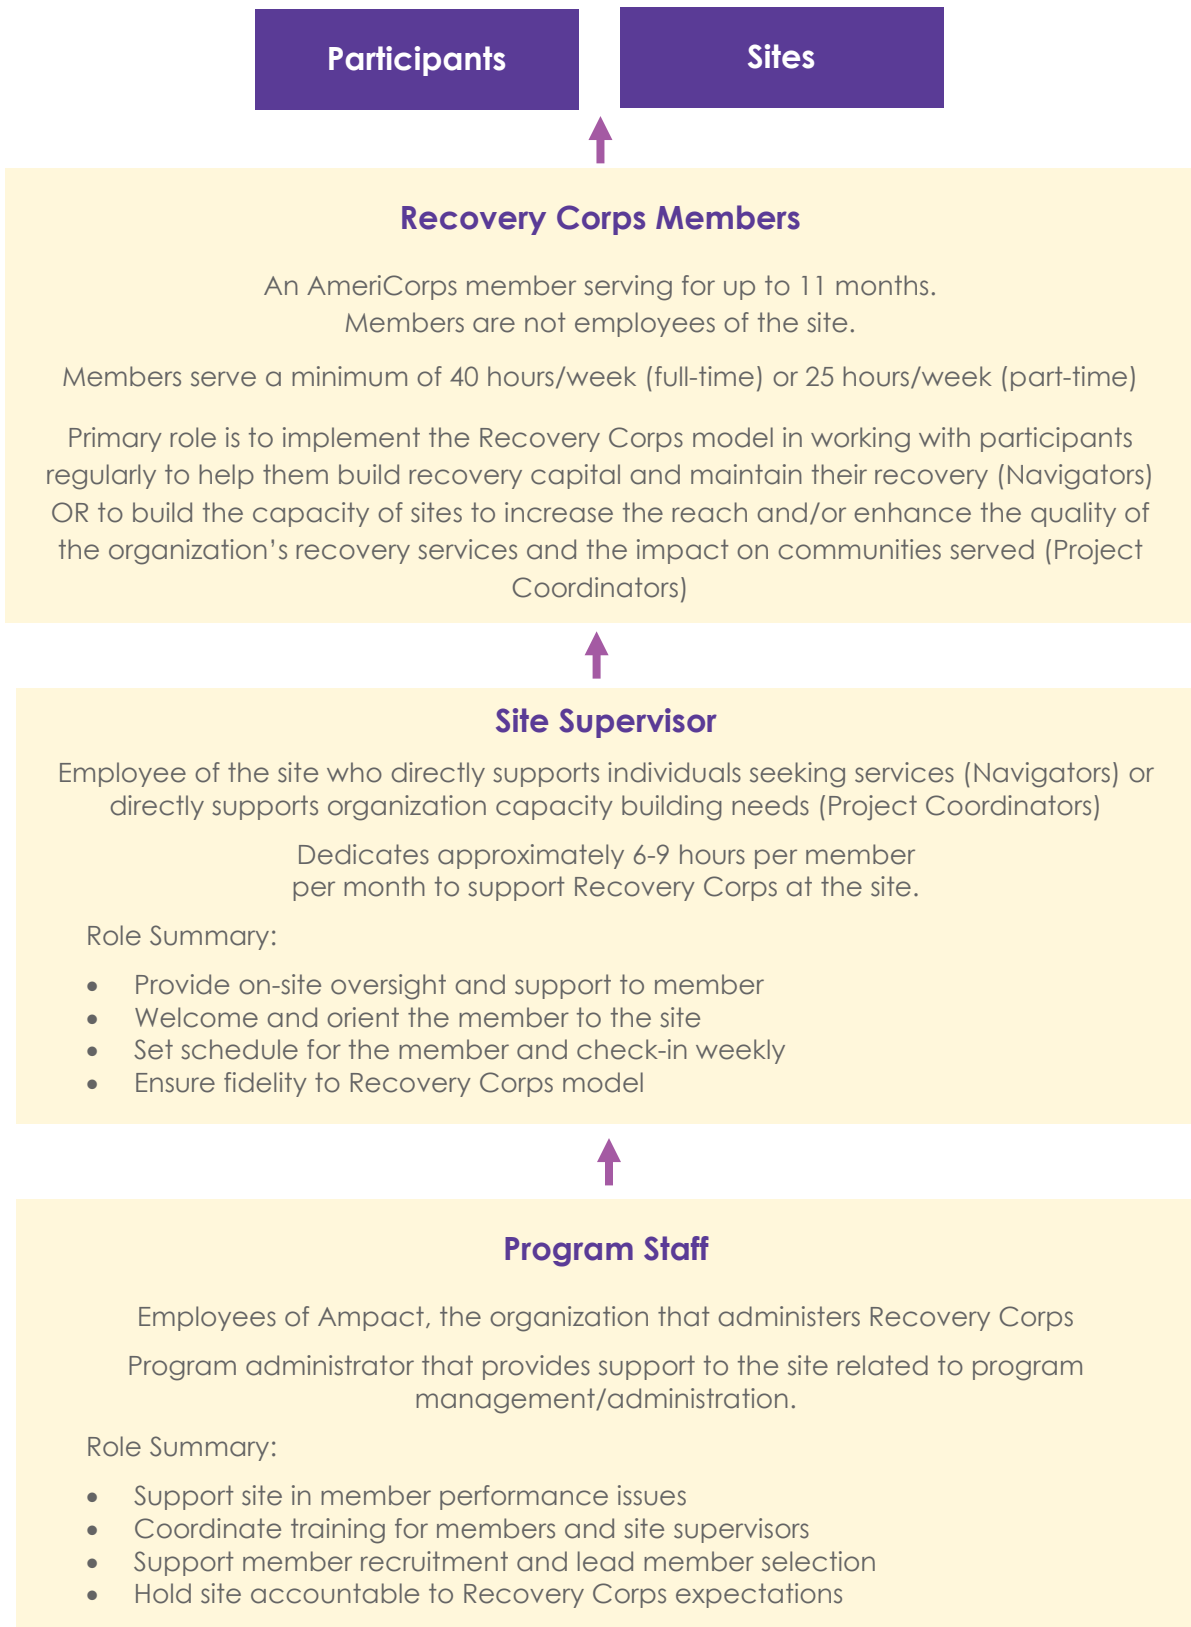 Participants
Sites
Recovery Corps Members
An AmeriCorps member serving for up to 11 months.
Members are not employees of the site.
Members serve a minimum of 40 hours/week (full-time) or 25 hours/week (part-time)
Primary role is to implement the Recovery Corps model in working with participants
regularly to help them build recovery capital and maintain their recovery (Navigators)
OR to build the capacity of sites to increase the reach and/or enhance the quality of
the organization’s recovery services and the impact on communities served (Project
Coordinators)
Site Supervisor
Employee of the site who directly supports individuals seeking services (Navigators) or
directly supports organization capacity building needs (Project Coordinators)
Dedicates approximately 6-9 hours per member
per month to support Recovery Corps at the site.
Role Summary:
• Provide on-site oversight and support to member
• Welcome and orient the member to the site
• Set schedule for the member and check-in weekly
• Ensure fidelity to Recovery Corps model
Program Staff
Employees of Ampact, the organization that administers Recovery Corps
Program administrator that provides support to the site related to program
management/administration.
Role Summary:
• Support site in member performance issues
• Coordinate training for members and site supervisors
• Support member recruitment and lead member selection
• Hold site accountable to Recovery Corps expectations